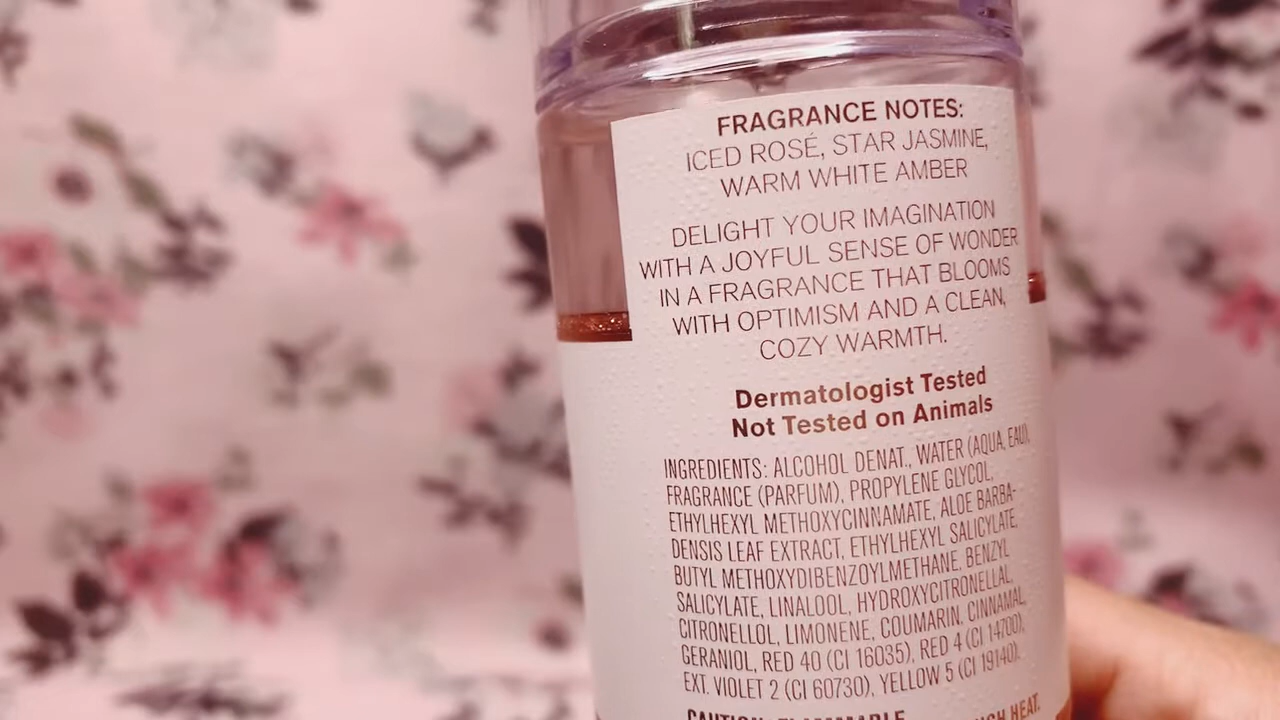 FRAGRANCE NOTES:
ICED ROSÉ, STAR JASMINE,
WARM WHITE AMBER
DELIGHT YOUR IMAGINATION
WITH A JOYFUL SENSE OF WONDER
IN A FRAGRANCE THAT BLOOMS
WITH OPTIMISM AND A CLEAN,
COZY WARMTH.
Dermatologist Tested
Not Tested on Animals
INGREDIENTS: ALCOHOL DENAT., WATER (AQUA, EAU),
FRAGRANCE (PARFUM), PROPYLENE GLYCOL,
ETHYLHEXYL METHOXYCINNAMATE, ALOE BARBA-
DENSIS LEAF EXTRACT, ETHYLHEXYL SALICYLATE,
BUTYL METHOXYDIBENZOYLMETHANE, BENZYL
SALICYLATE, LINALOOL, HYDROXYCITRONELLAL,
CITRONELLOL, LIMONENE, COUMARIN, CINNAMAL,
GERANIOL, RED 40 (CI 16035), RED 4 (CI 14700),
EXT. VIOLET 2 (CI 60730), YELLOW 5 (CI 19140).
CAUTION: FLAMMABLE HEAT.